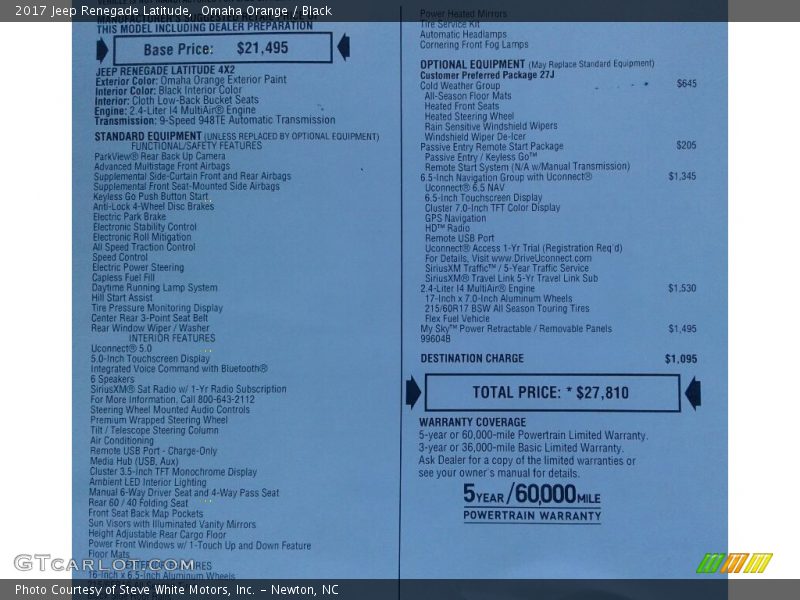 2017 Jeep Renegade Latitude, Omaha Orange / Black
MANUFACTURER'S SUGGESTED RETAIL PRICE OF
THIS MODEL INCLUDING DEALER PREPARATION
Base Price: $21,495
JEEP RENEGADE LATITUDE 4X2
Exterior Color: Omaha Orange Exterior Paint
Interior Color: Black Interior Color
Interior: Cloth Low-Back Bucket Seats
Engine: 2.4-Liter I4 MultiAir® Engine
Transmission: 9-Speed 948TE Automatic Transmission
STANDARD EQUIPMENT (UNLESS REPLACED BY OPTIONAL EQUIPMENT)
FUNCTIONAL/SAFETY FEATURES
ParkView® Rear Back Up Camera
Advanced Multistage Front Airbags
Supplemental Side-Curtain Front and Rear Airbags
Supplemental Front Seat-Mounted Side Airbags
Keyless Go Push Button Start
Anti-Lock 4-Wheel Disc Brakes
Electric Park Brake
Electronic Stability Control
Electronic Roll Mitigation
All Speed Traction Control
Speed Control
Electric Power Steering
Capless Fuel Fill
Daytime Running Lamp System
Hill Start Assist
Tire Pressure Monitoring Display
Center Rear 3-Point Seat Belt
Rear Window Wiper / Washer
INTERIOR FEATURES
Uconnect® 5.0
5.0-Inch Touchscreen Display
Integrated Voice Command with Bluetooth®
6 Speakers
SiriusXM® Sat Radio w/ 1-Yr Radio Subscription
For More Information, Call 800-643-2112
Steering Wheel Mounted Audio Controls
Premium Wrapped Steering Wheel
Tilt / Telescope Steering Column
Air Conditioning
Remote USB Port - Charge-Only
Media Hub (USB, Aux)
Cluster 3.5-Inch TFT Monochrome Display
Ambient LED Interior Lighting
Manual 6-Way Driver Seat and 4-Way Pass Seat
Rear 60 / 40 Folding Seat
Front Seat Back Map Pockets
Sun Visors with Illuminated Vanity Mirrors
Height Adjustable Rear Cargo Floor
Power Front Windows w/ 1-Touch Up and Down Feature
Floor Mats
16-Inch x 6.5-Inch Aluminum Wheels
Power Heated Mirrors
Tire Service Kit
Automatic Headlamps
Cornering Front Fog Lamps
OPTIONAL EQUIPMENT (May Replace Standard Equipment)
Customer Preferred Package 27J
Cold Weather Group $645
All-Season Floor Mats
Heated Front Seats
Heated Steering Wheel
Rain Sensitive Windshield Wipers
Windshield Wiper De-Icer
Passive Entry Remote Start Package $205
Passive Entry / Keyless Go™
Remote Start System (N/A w/Manual Transmission)
6.5-Inch Navigation Group with Uconnect® $1,345
Uconnect® 6.5 NAV
6.5-Inch Touchscreen Display
Cluster 7.0-Inch TFT Color Display
GPS Navigation
HD™ Radio
Remote USB Port
Uconnect® Access 1-Yr Trial (Registration Req'd)
For Details, Visit www.DriveUconnect.com
SiriusXM Traffic™ / 5-Year Traffic Service
SiriusXM® Travel Link 5-Yr Travel Link Sub
2.4-Liter I4 MultiAir® Engine $1,530
17-Inch x 7.0-Inch Aluminum Wheels
215/60R17 BSW All Season Touring Tires
Flex Fuel Vehicle
My Sky™ Power Retractable / Removable Panels $1,495
99604B
DESTINATION CHARGE $1,095
TOTAL PRICE: * $27,810
WARRANTY COVERAGE
5-year or 60,000-mile Powertrain Limited Warranty.
3-year or 36,000-mile Basic Limited Warranty.
Ask Dealer for a copy of the limited warranties or
see your owner's manual for details.
5YEAR/60,000MILE
POWERTRAIN WARRANTY
GTCarLot.com
Photo Courtesy of Steve White Motors, Inc. – Newton, NC